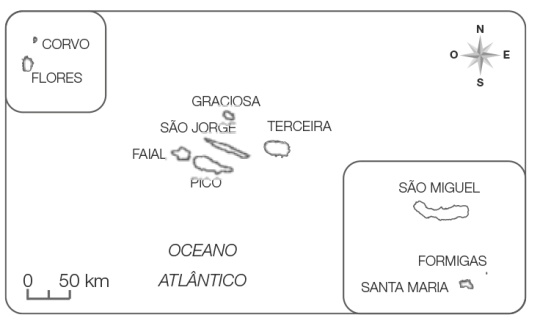 CORVO
FLORES
N
O E
S
GRACIOSA
SÃO JORGE
TERCEIRA
FAIAL
PICO
SÃO MIGUEL
FORMIGAS
SANTA MARIA
OCEANO
ATLÂNTICO
0 50 km